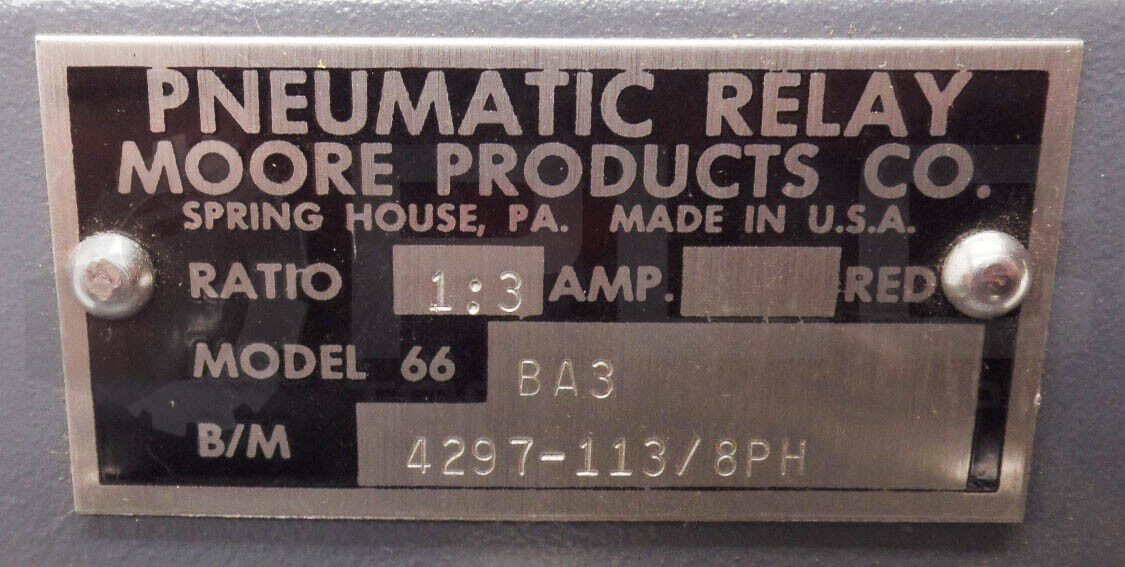 PNEUMATIC RELAY
MOORE PRODUCTS CO.
SPRING HOUSE, PA. MADE IN U.S.A.
RATIO 1:3 AMP. RED
MODEL 66 BA3
B/M 4297-113/8PH